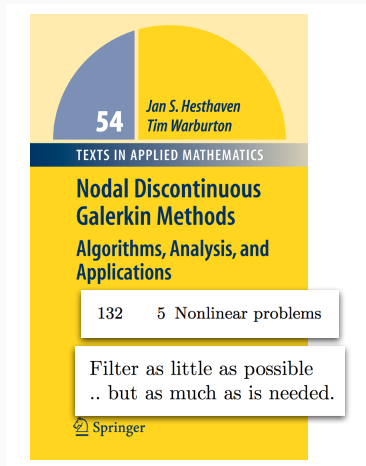 54
Jan S. Hesthaven
Tim Warburton
TEXTS IN APPLIED MATHEMATICS
Nodal Discontinuous
Galerkin Methods
Algorithms, Analysis, and
Applications
132 5 Nonlinear problems
Filter as little as possible
.. but as much as is needed.
Springer